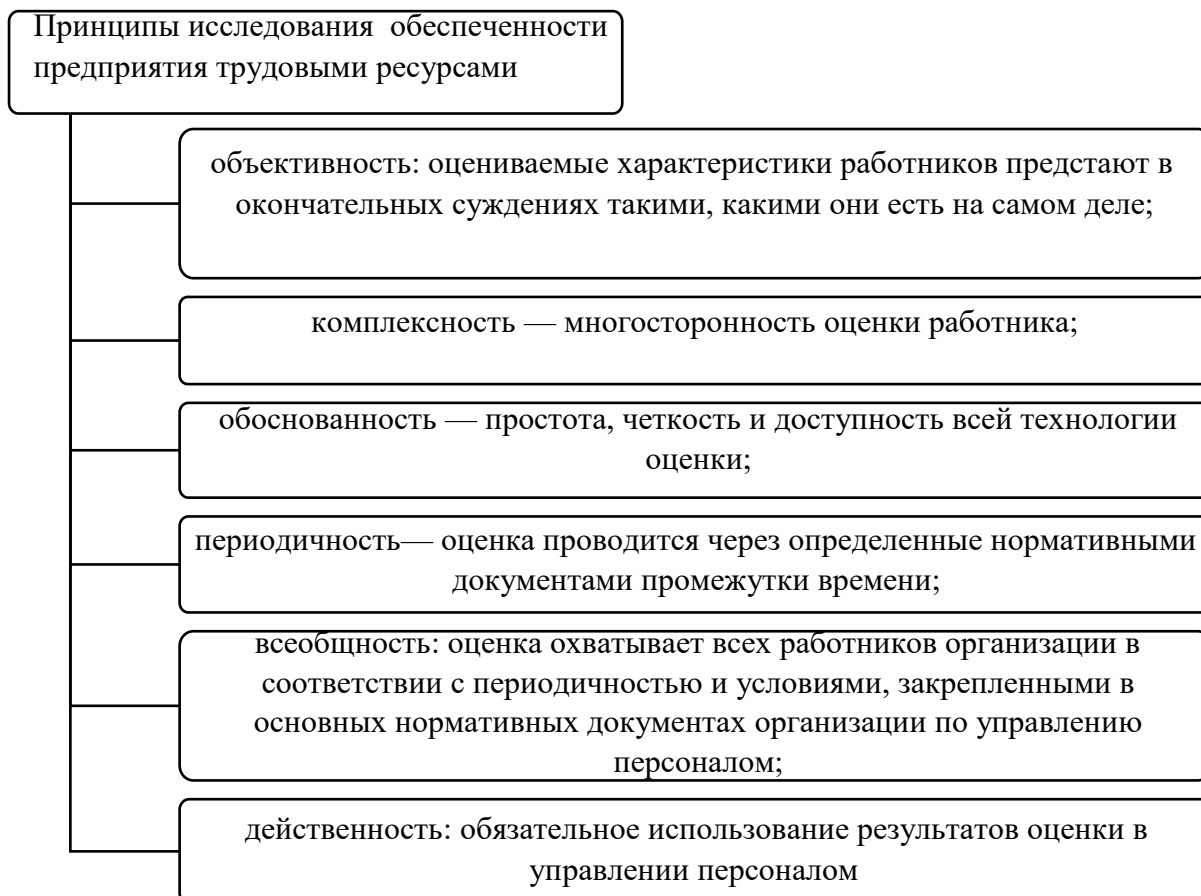 Принципы исследования обеспеченности
предприятия трудовыми ресурсами
объективность: оцениваемые характеристики работников предстают в
окончательных суждениях такими, какими они есть на самом деле;
комплексность — многосторонность оценки работника;
обоснованность — простота, четкость и доступность всей технологии
оценки;
периодичность— оценка проводится через определенные нормативными
документами промежутки времени;
всеобщность: оценка охватывает всех работников организации в
соответствии с периодичностью и условиями, закрепленными в
основных нормативных документах организации по управлению
персоналом;
действенность: обязательное использование результатов оценки в
управлении персоналом